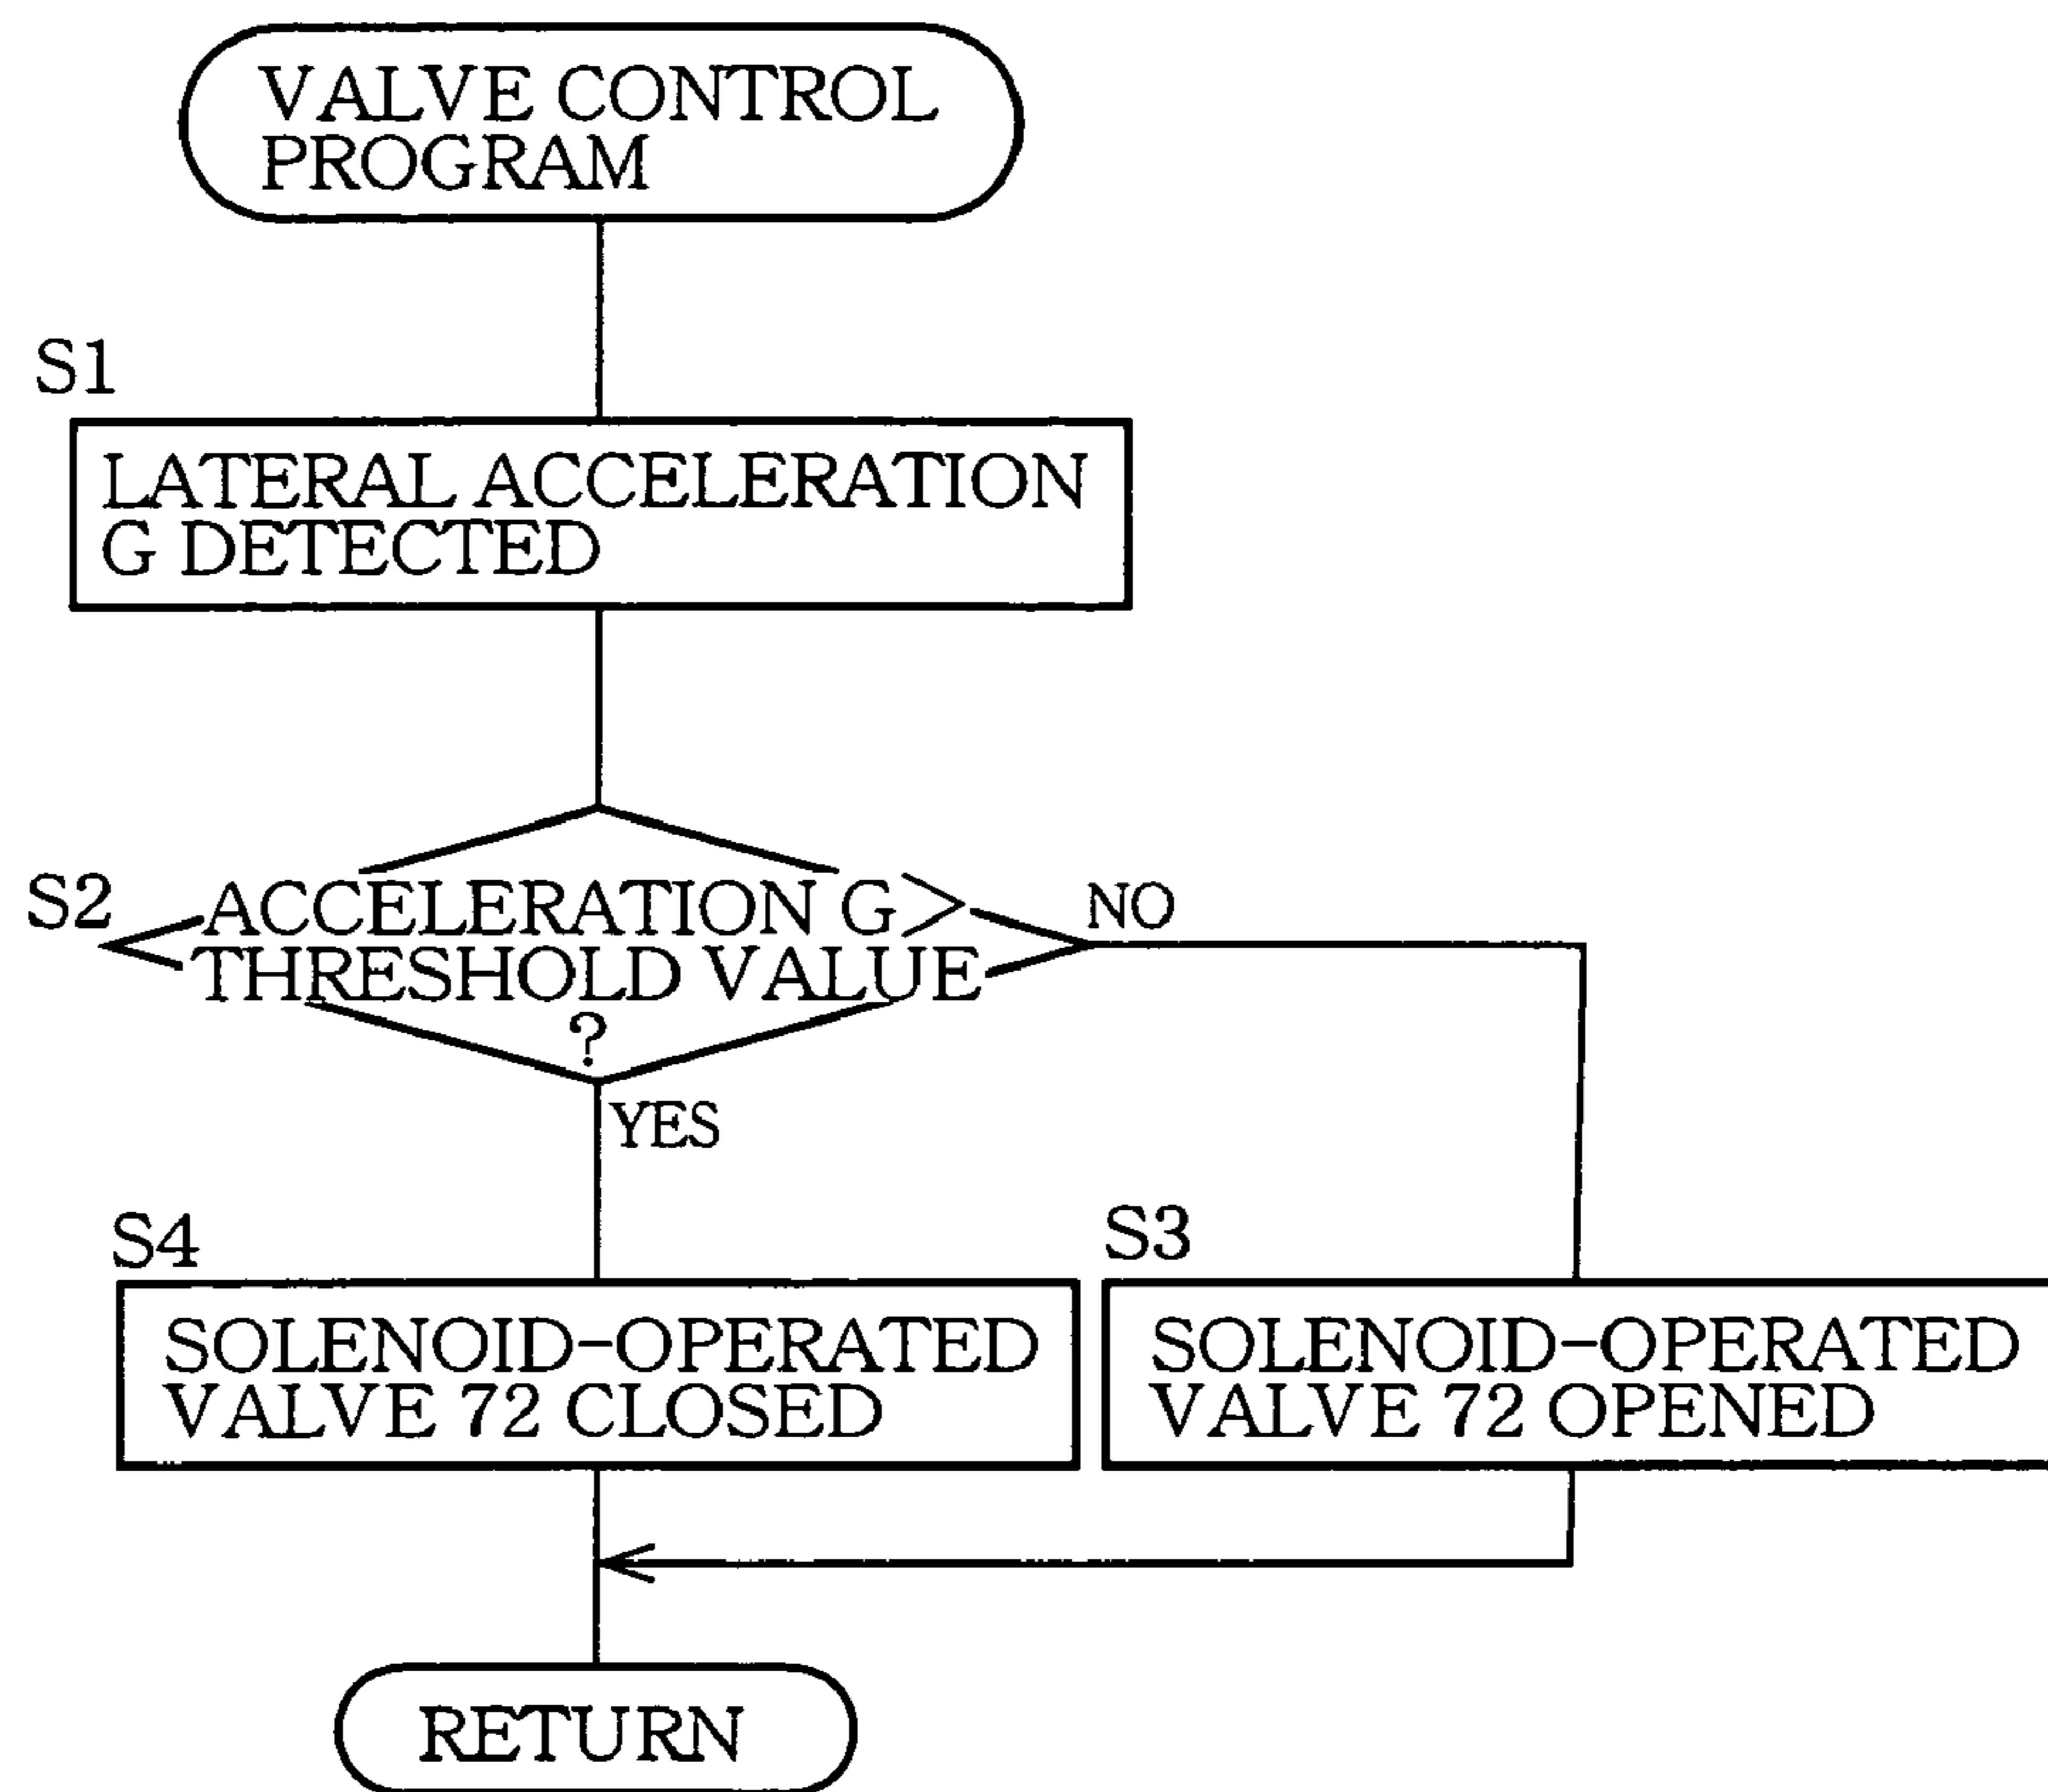 VALVE CONTROL
PROGRAM
S1
LATERAL ACCELERATION
G DETECTED
S2
ACCELERATION G>
THRESHOLD VALUE
?
NO
YES
S4
SOLENOID-OPERATED
VALVE 72 CLOSED
S3
SOLENOID-OPERATED
VALVE 72 OPENED
RETURN